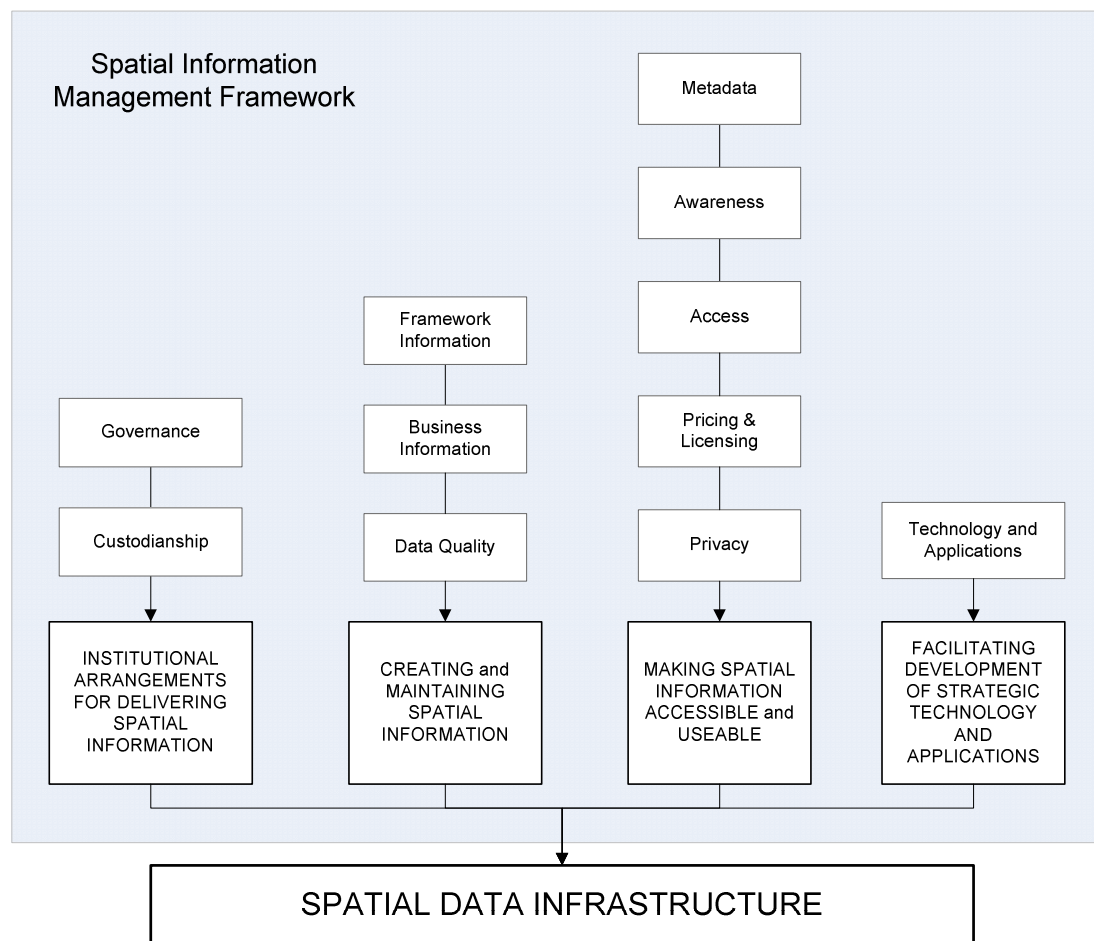 Spatial Information
Management Framework
Metadata
Awareness
Access
Pricing &
Licensing
Privacy
Framework
Information
Business
Information
Data Quality
Governance
Custodianship
Technology and
Applications
INSTITUTIONAL
ARRANGEMENTS
FOR DELIVERING
SPATIAL
INFORMATION
CREATING and
MAINTAINING
SPATIAL
INFORMATION
MAKING SPATIAL
INFORMATION
ACCESSIBLE and
USEABLE
FACILITATING
DEVELOPMENT
OF STRATEGIC
TECHNOLOGY
AND
APPLICATIONS
SPATIAL DATA INFRASTRUCTURE